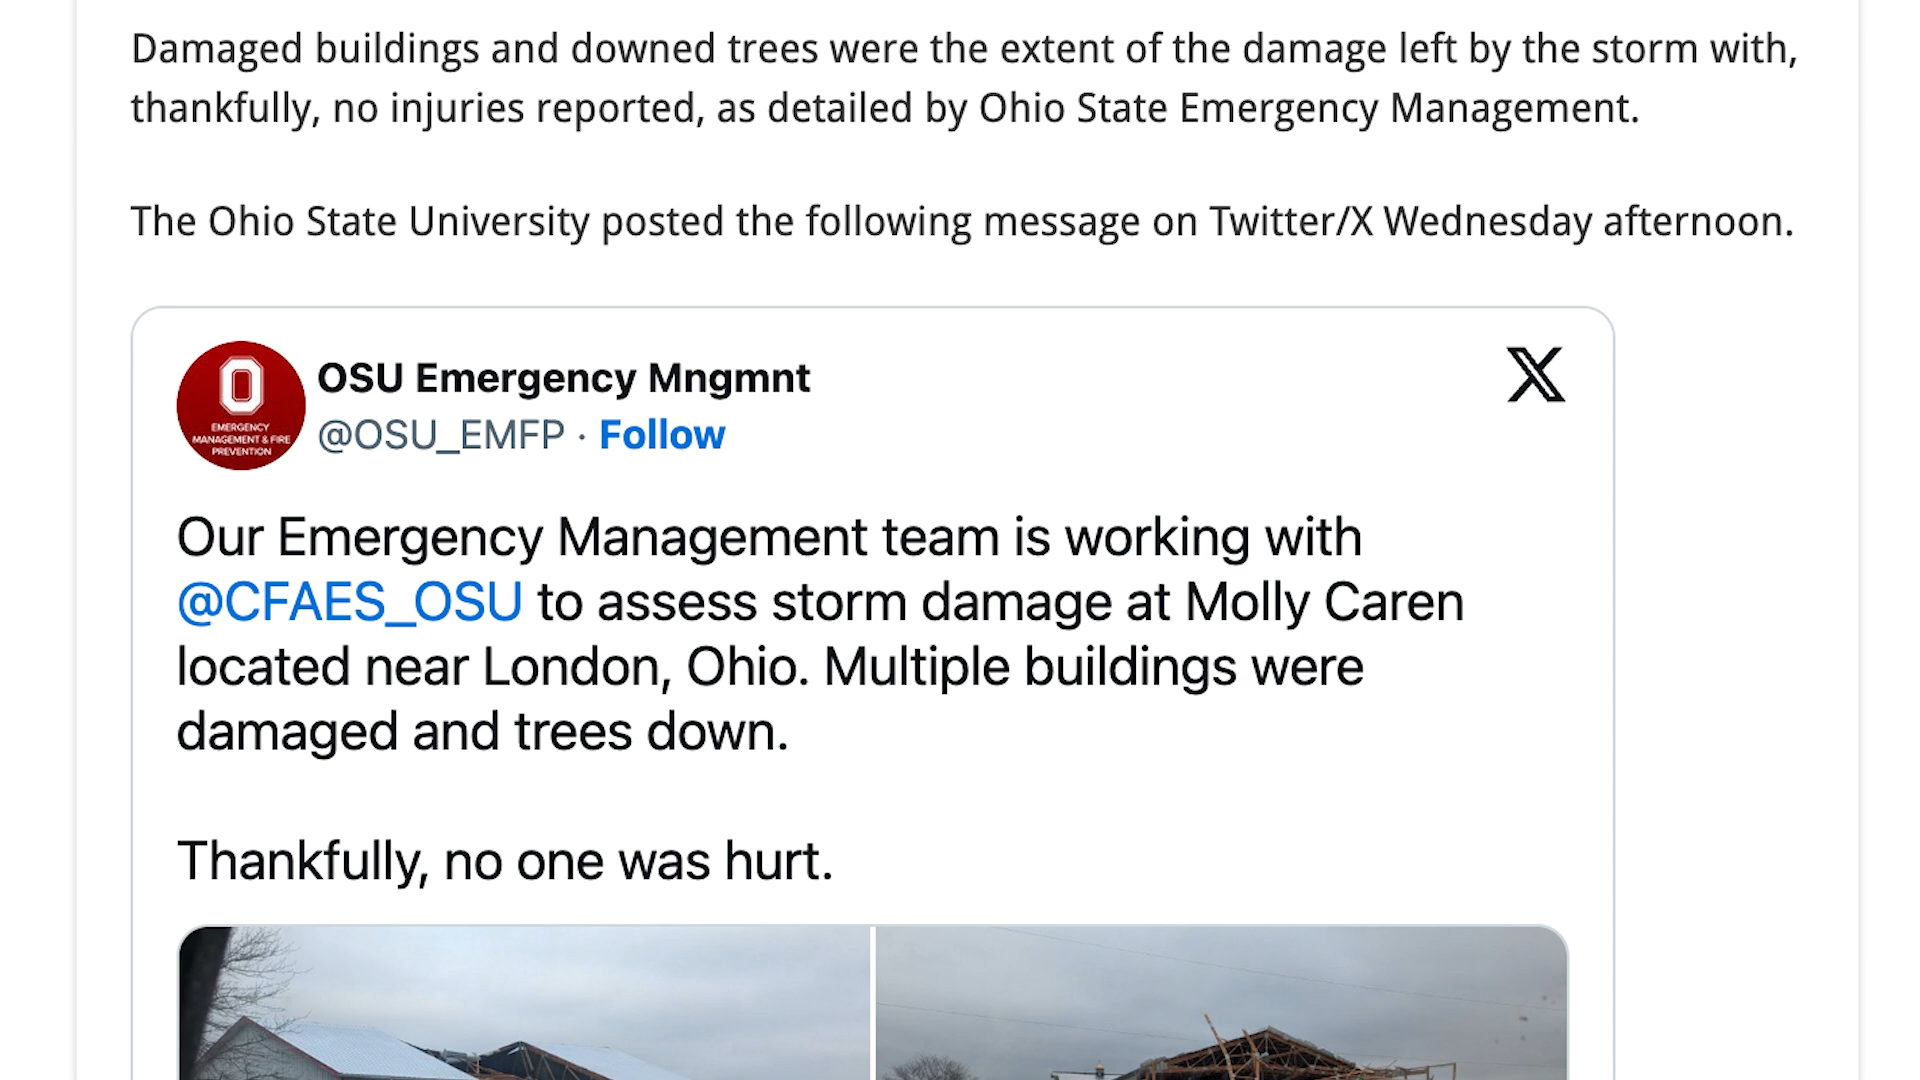 Damaged buildings and downed trees were the extent of the damage left by the storm with,
thankfully, no injuries reported, as detailed by Ohio State Emergency Management.
The Ohio State University posted the following message on Twitter/X Wednesday afternoon.
OSU Emergency Mngmnt
@OSU_EMFP · Follow
EMERGENCY
MANAGEMENT & FIRE
PREVENTION
Our Emergency Management team is working with
@CFAES_OSU to assess storm damage at Molly Caren
located near London, Ohio. Multiple buildings were
damaged and trees down.
Thankfully, no one was hurt.